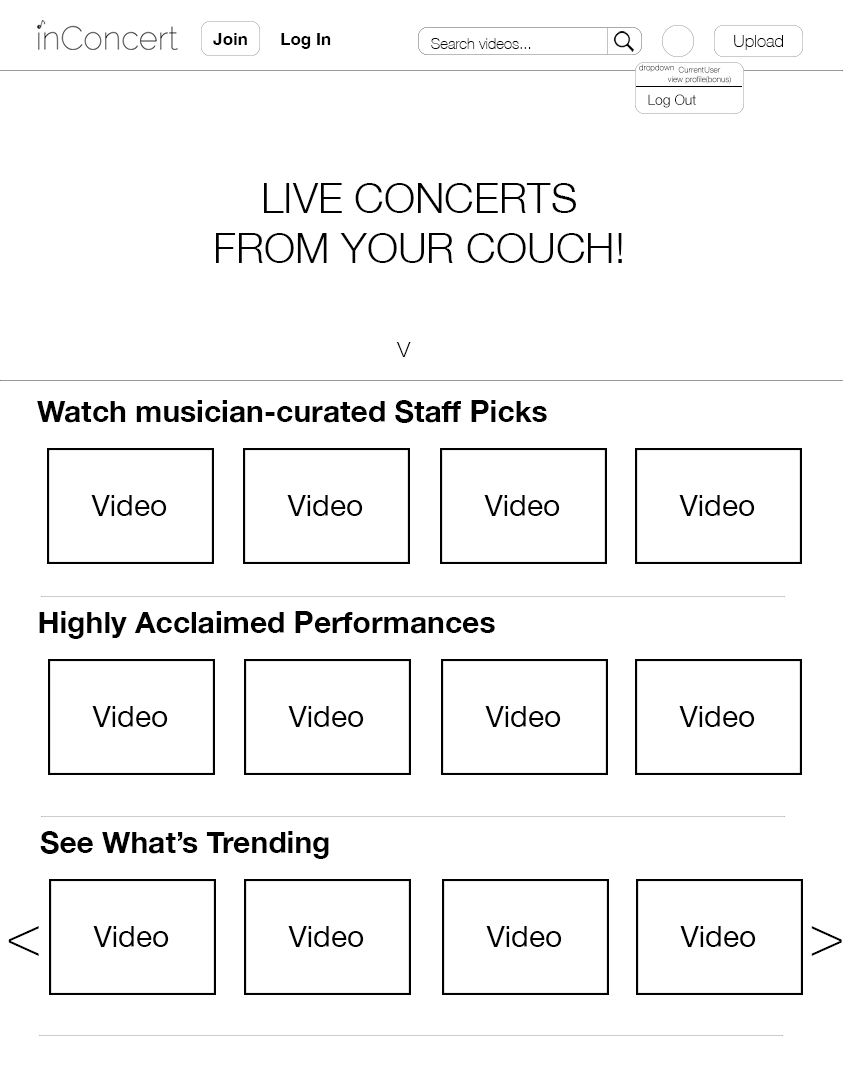 inConcert Join Log In Search videos... Upload
dropdown CurrentUser
view profile(bonus)
Log Out
LIVE CONCERTS
FROM YOUR COUCH!
V
Watch musician-curated Staff Picks
Video Video Video Video
Highly Acclaimed Performances
Video Video Video Video
See What's Trending
< Video Video Video Video >